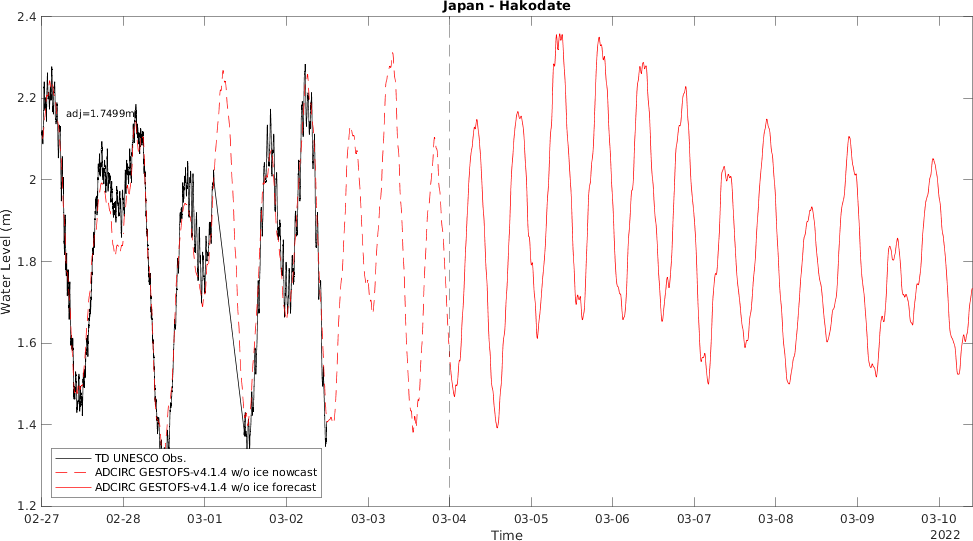 Japan - Hakodate
2.4
2.2
2
1.8
1.6
1.4
1.2
Water Level (m)
adj=1.7499m
TD UNESCO Obs.
ADCIRC GESTOFS-v4.1.4 w/o ice nowcast
ADCIRC GESTOFS-v4.1.4 w/o ice forecast
02-27 02-28 03-01 03-02 03-03 03-04 03-05 03-06 03-07 03-08 03-09 03-10
Time
2022